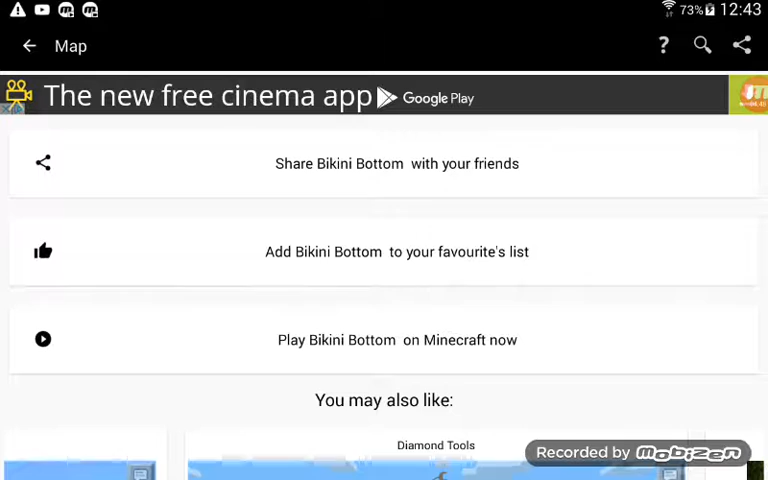 73% 12:43
Map
The new free cinema app Google Play
Share Bikini Bottom with your friends
Add Bikini Bottom to your favourite's list
Play Bikini Bottom on Minecraft now
You may also like:
Diamond Tools
Recorded by mobizen